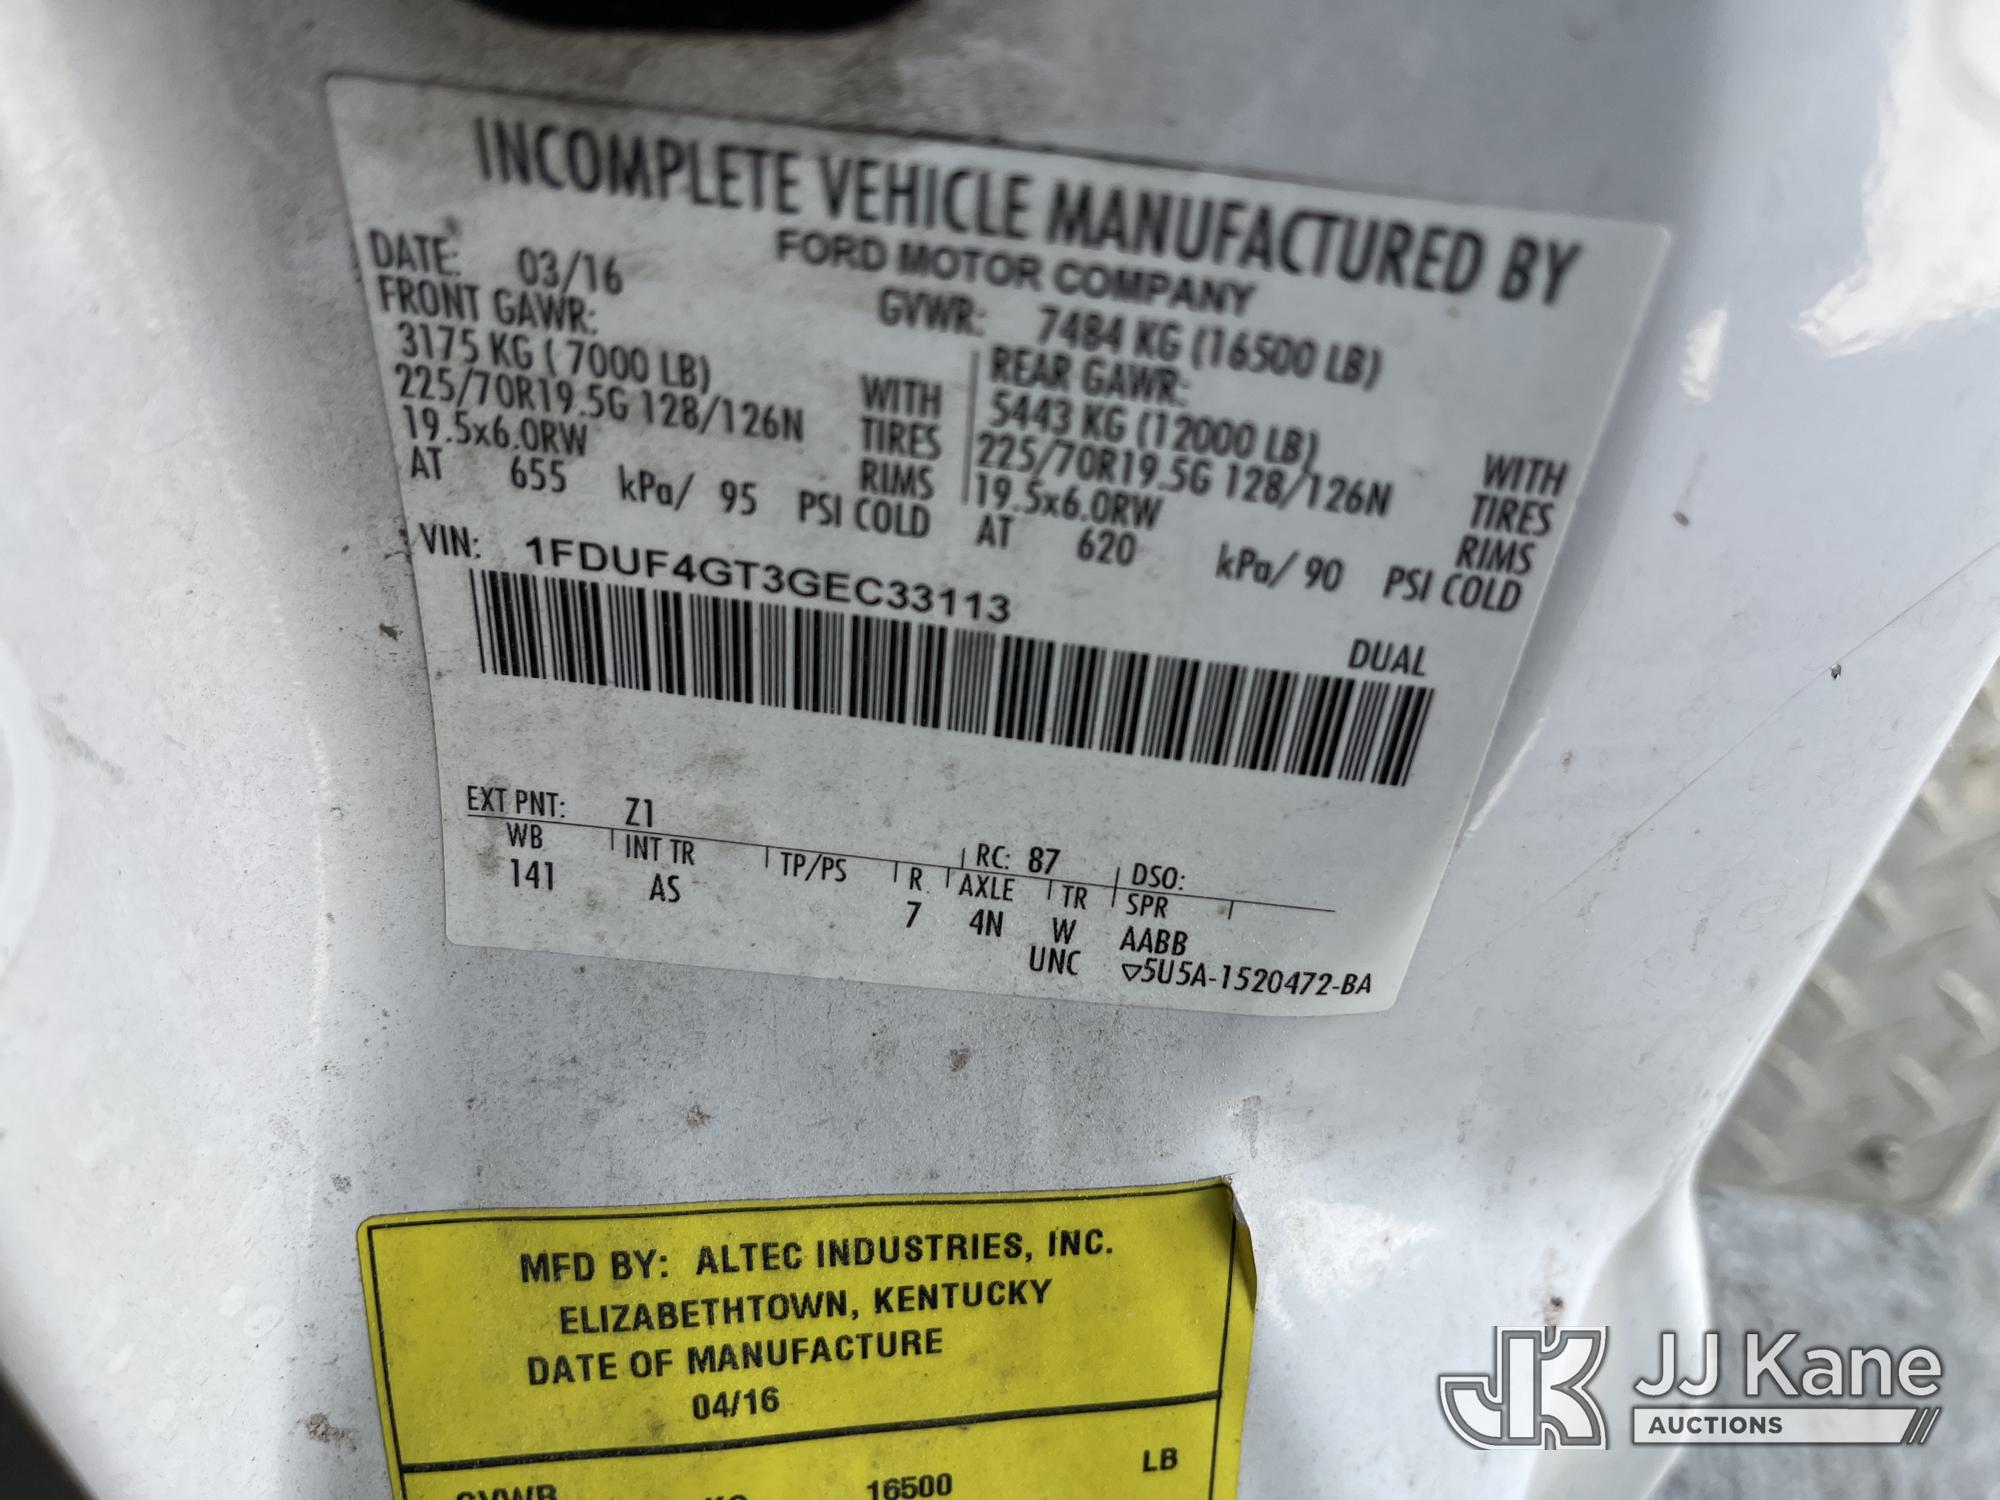 INCOMPLETE VEHICLE MANUFACTURED BY
FORD MOTOR COMPANY
DATE: 03/16 GVWR: 7484 KG (16500 LB)
FRONT GAWR: REAR GAWR:
3175 KG ( 7000 LB) WITH 5443 KG (12000 LB) WITH
225/70R19.5G 128/126N TIRES 225/70R19.5G 128/126N TIRES
19.5x6.0RW RIMS 19.5x6.0RW RIMS
AT 655 kPa/ 95 PSI COLD AT 620 kPa/ 90 PSI COLD
VIN: 1FDUF4GT3GEC33113
DUAL
EXT PNT: Z1 RC: 87 DSO:
WB INT TR TP/PS R AXLE TR SPR
141 AS 7 4N W AABB
UNC ▽5U5A-1520472-BA
MFD BY: ALTEC INDUSTRIES, INC.
ELIZABETHTOWN, KENTUCKY
DATE OF MANUFACTURE
04/16
GVWR KG 16500 LB
JK JJ Kane
AUCTIONS